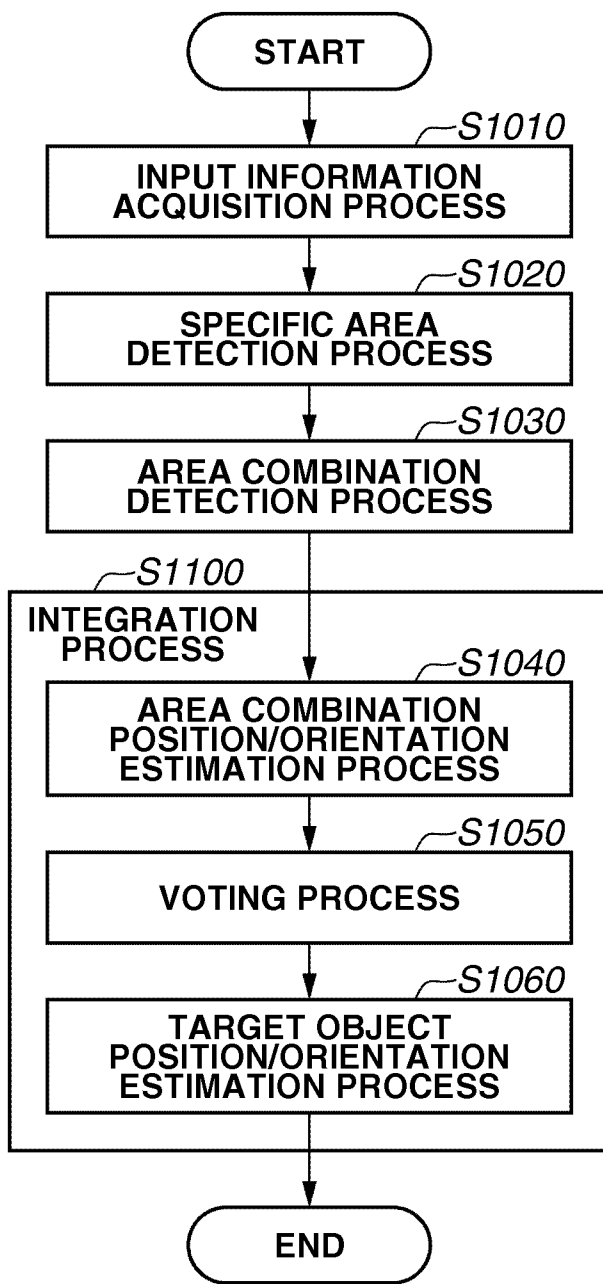 START
S1010
INPUT INFORMATION
ACQUISITION PROCESS
S1020
SPECIFIC AREA
DETECTION PROCESS
S1030
AREA COMBINATION
DETECTION PROCESS
S1100
INTEGRATION
PROCESS
S1040
AREA COMBINATION
POSITION/ORIENTATION
ESTIMATION PROCESS
S1050
VOTING PROCESS
S1060
TARGET OBJECT
POSITION/ORIENTATION
ESTIMATION PROCESS
END